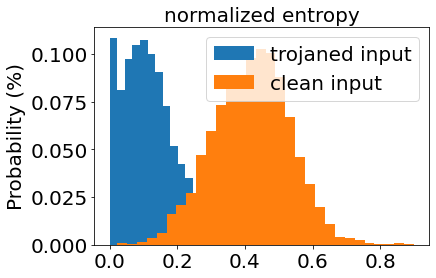 normalized entropy
trojaned input
clean input
Probability (%)
0.100
0.075
0.050
0.025
0.000
0.0 0.2 0.4 0.6 0.8